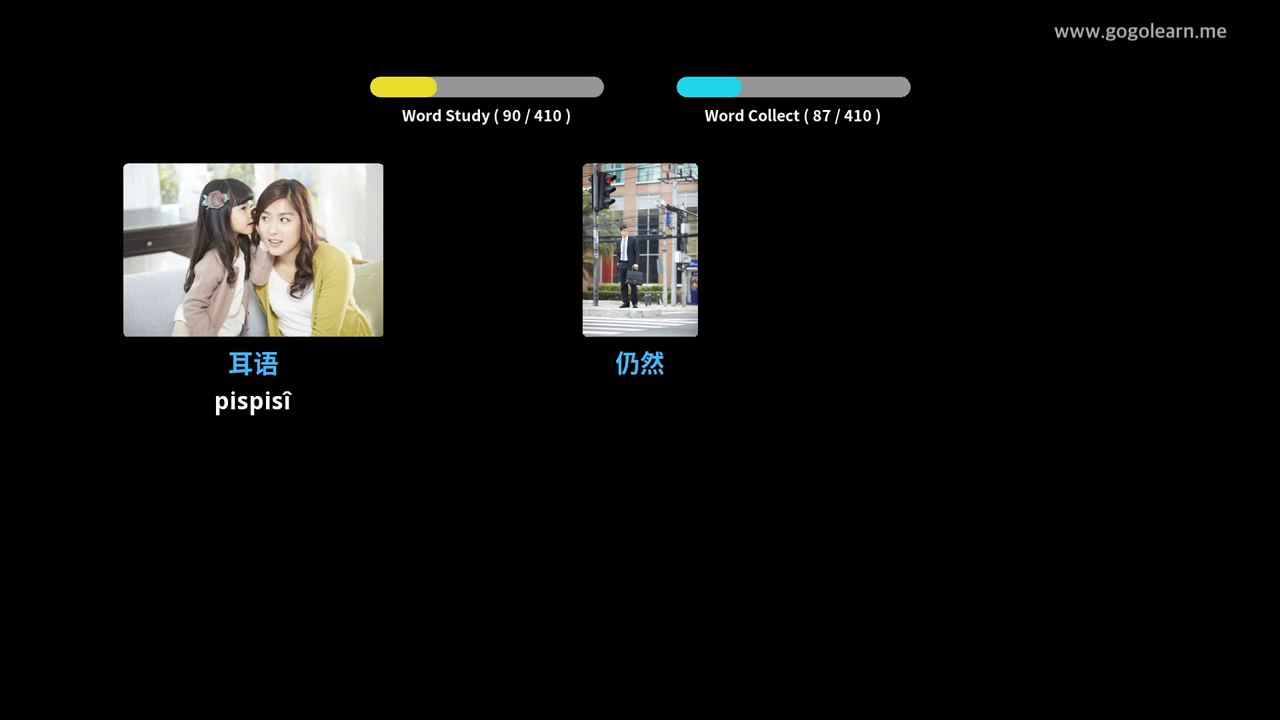 www.gogolearn.me
Word Study ( 90 / 410 )
Word Collect ( 87 / 410 )
耳语
仍然
pispisî